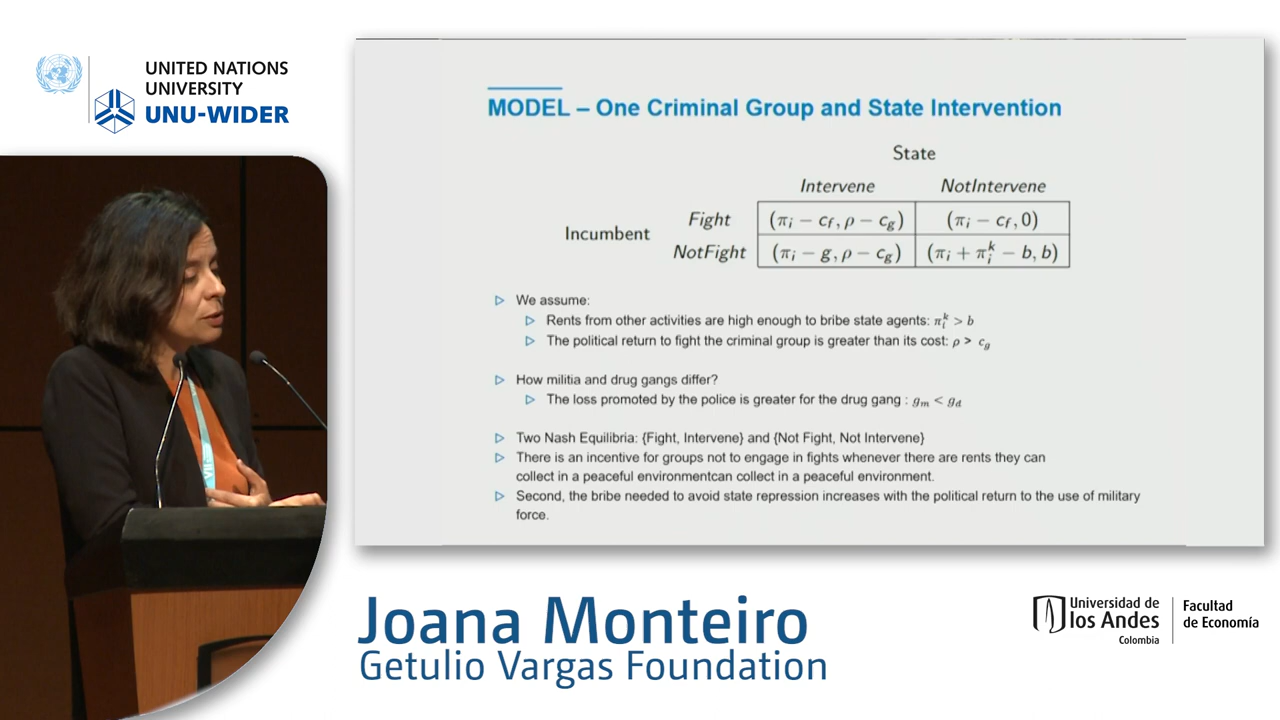 UNITED NATIONS
UNIVERSITY
UNU-WIDER
MODEL – One Criminal Group and State Intervention
State
Intervene NotIntervene
Incumbent
Fight (πᵢ − c_f, ρ − c_g) (πᵢ − c_f, 0)
NotFight (πᵢ − g, ρ − c_g) (πᵢ + πᵢᵏ − b, b)
▷ We assume:
▷ Rents from other activities are high enough to bribe state agents: πᵢᵏ > b
▷ The political return to fight the criminal group is greater than its cost: ρ > c_g
▷ How militia and drug gangs differ?
▷ The loss promoted by the police is greater for the drug gang : g_m < g_d
▷ Two Nash Equilibria: {Fight, Intervene} and {Not Fight, Not Intervene}
▷ There is an incentive for groups not to engage in fights whenever there are rents they can
collect in a peaceful environmentcan collect in a peaceful environment.
▷ Second, the bribe needed to avoid state repression increases with the political return to the use of military
force.
Joana Monteiro
Getulio Vargas Foundation
Universidad de
los Andes
Colombia
Facultad
de Economía